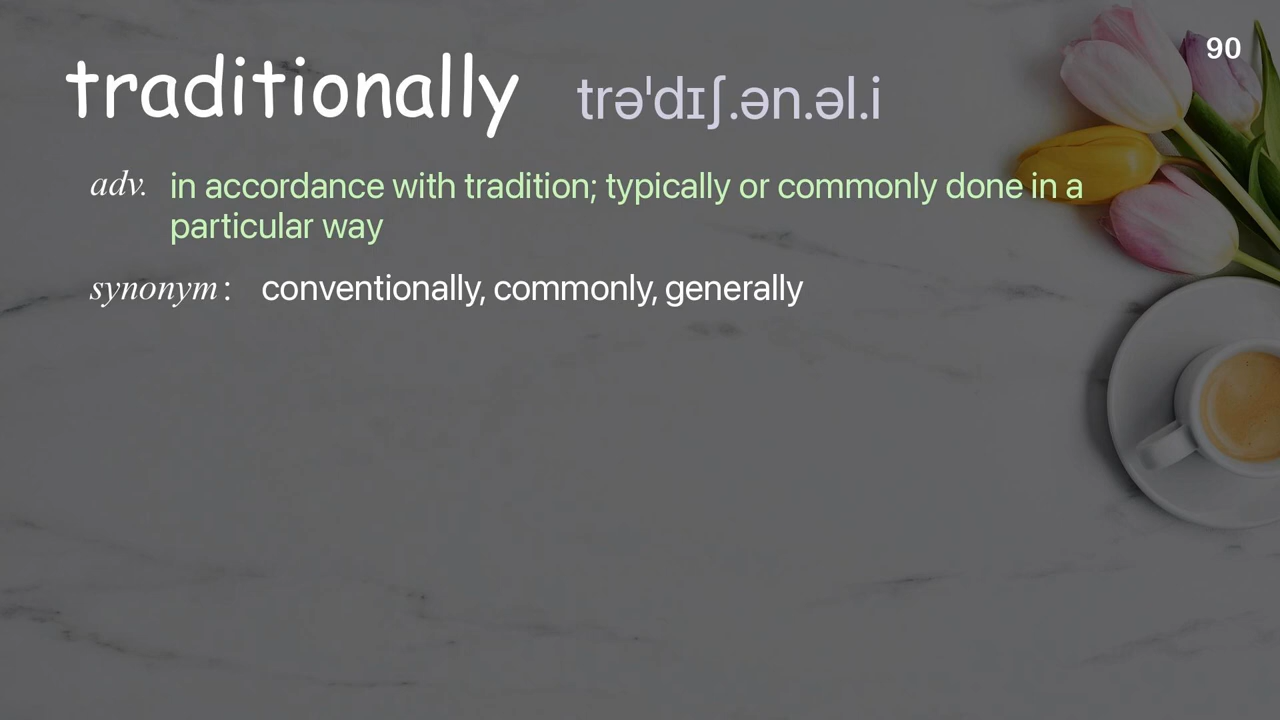 90
traditionally trəˈdɪʃ.ən.əl.i
adv. in accordance with tradition; typically or commonly done in a
particular way
synonym: conventionally, commonly, generally